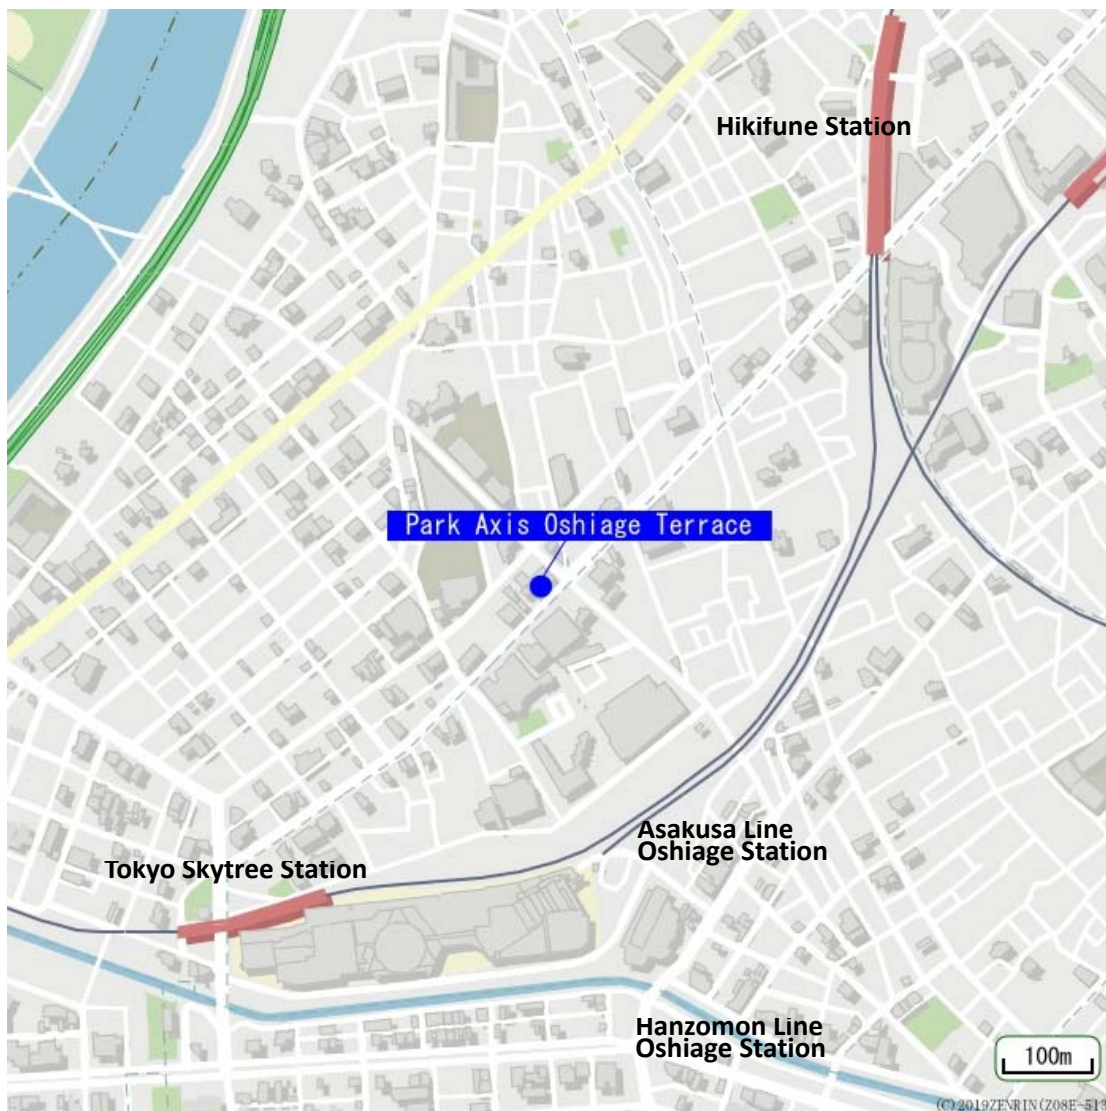 Hikifune Station
Park Axis Oshiage Terrace
Asakusa Line
Oshiage Station
Tokyo Skytree Station
Hanzomon Line
Oshiage Station
100m
(C)2019ZENRIN(Z08E-513